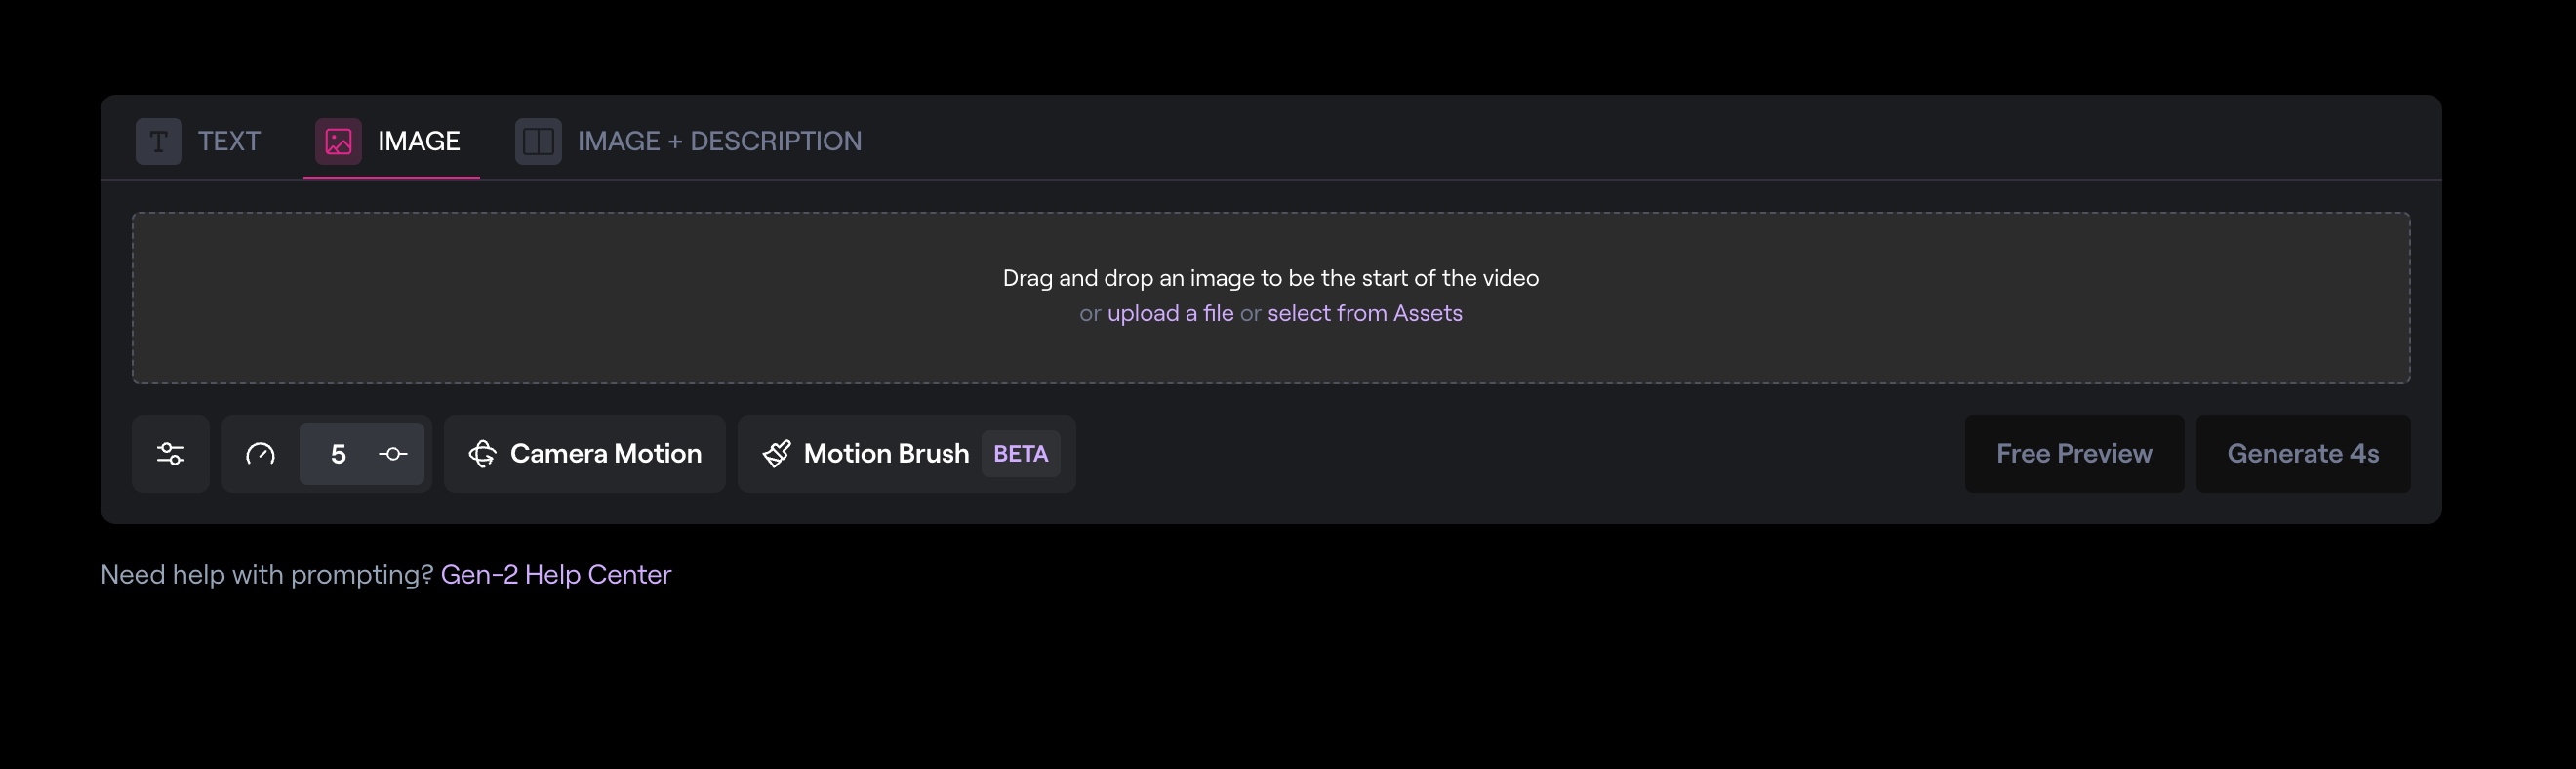 T TEXT IMAGE IMAGE + DESCRIPTION
Drag and drop an image to be the start of the video
or upload a file or select from Assets
5 Camera Motion Motion Brush BETA Free Preview Generate 4s
Need help with prompting? Gen-2 Help Center